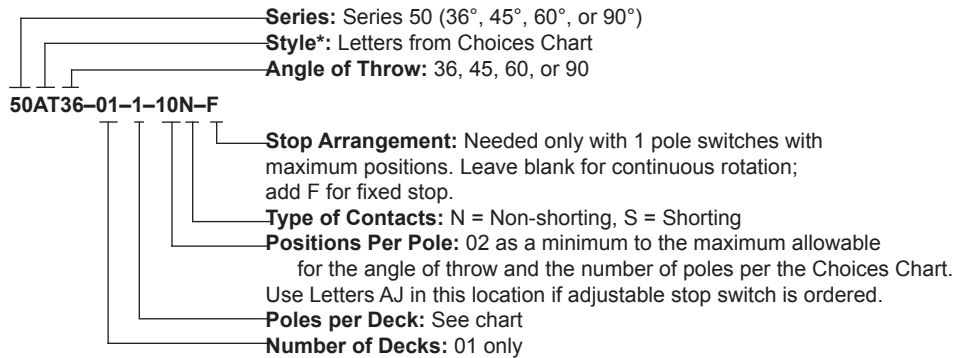 Series: Series 50 (36°, 45°, 60°, or 90°)
Style*: Letters from Choices Chart
Angle of Throw: 36, 45, 60, or 90
50AT36–01–1–10N–F
Stop Arrangement: Needed only with 1 pole switches with
maximum positions. Leave blank for continuous rotation;
add F for fixed stop.
Type of Contacts: N = Non-shorting, S = Shorting
Positions Per Pole: 02 as a minimum to the maximum allowable
for the angle of throw and the number of poles per the Choices Chart.
Use Letters AJ in this location if adjustable stop switch is ordered.
Poles per Deck: See chart
Number of Decks: 01 only